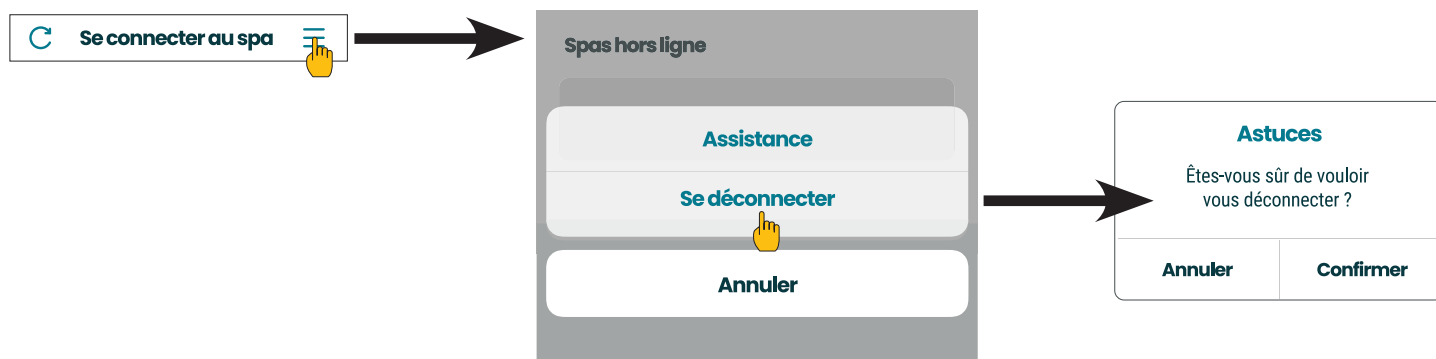 Se connecter au spa
Spas hors ligne
Assistance
Se déconnecter
Annuler
Astuces
Êtes-vous sûr de vouloir
vous déconnecter ?
Annuler
Confirmer